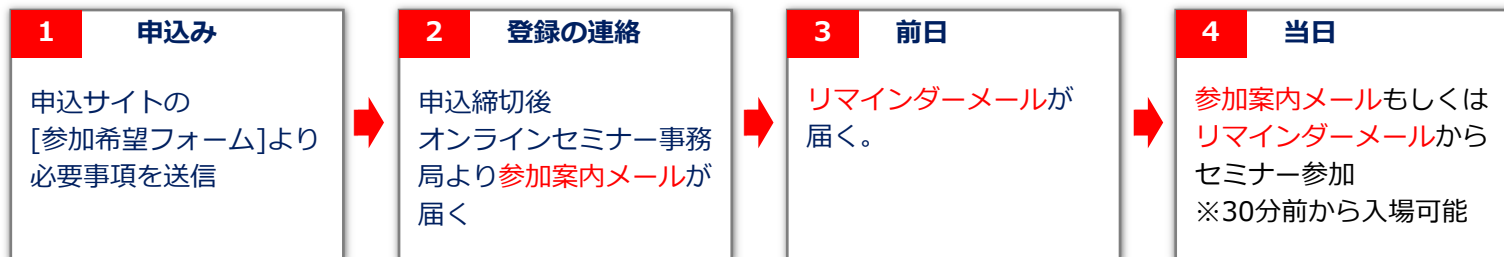 1 申込み
申込サイトの
[参加希望フォーム]より
必要事項を送信
2 登録の連絡
申込締切後
オンラインセミナー事務
局より参加案内メールが
届く
3 前日
リマインダーメールが
届く。
4 当日
参加案内メールもしくは
リマインダーメールから
セミナー参加
※30分前から入場可能